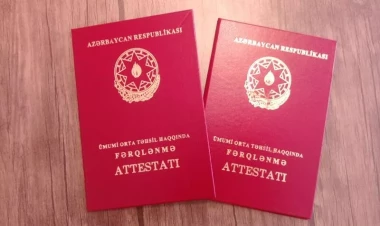 AZƏRBAYCAN RESPUBLİKASI
ÜMUMİ ORTA TƏHSİL HAQQINDA
FƏRQLƏNMƏ
ATTESTATI
AZƏRBAYCAN RESPUBLİKASI
ÜMUMİ ORTA TƏHSİL HAQQINDA
FƏRQLƏNMƏ
ATTESTATI